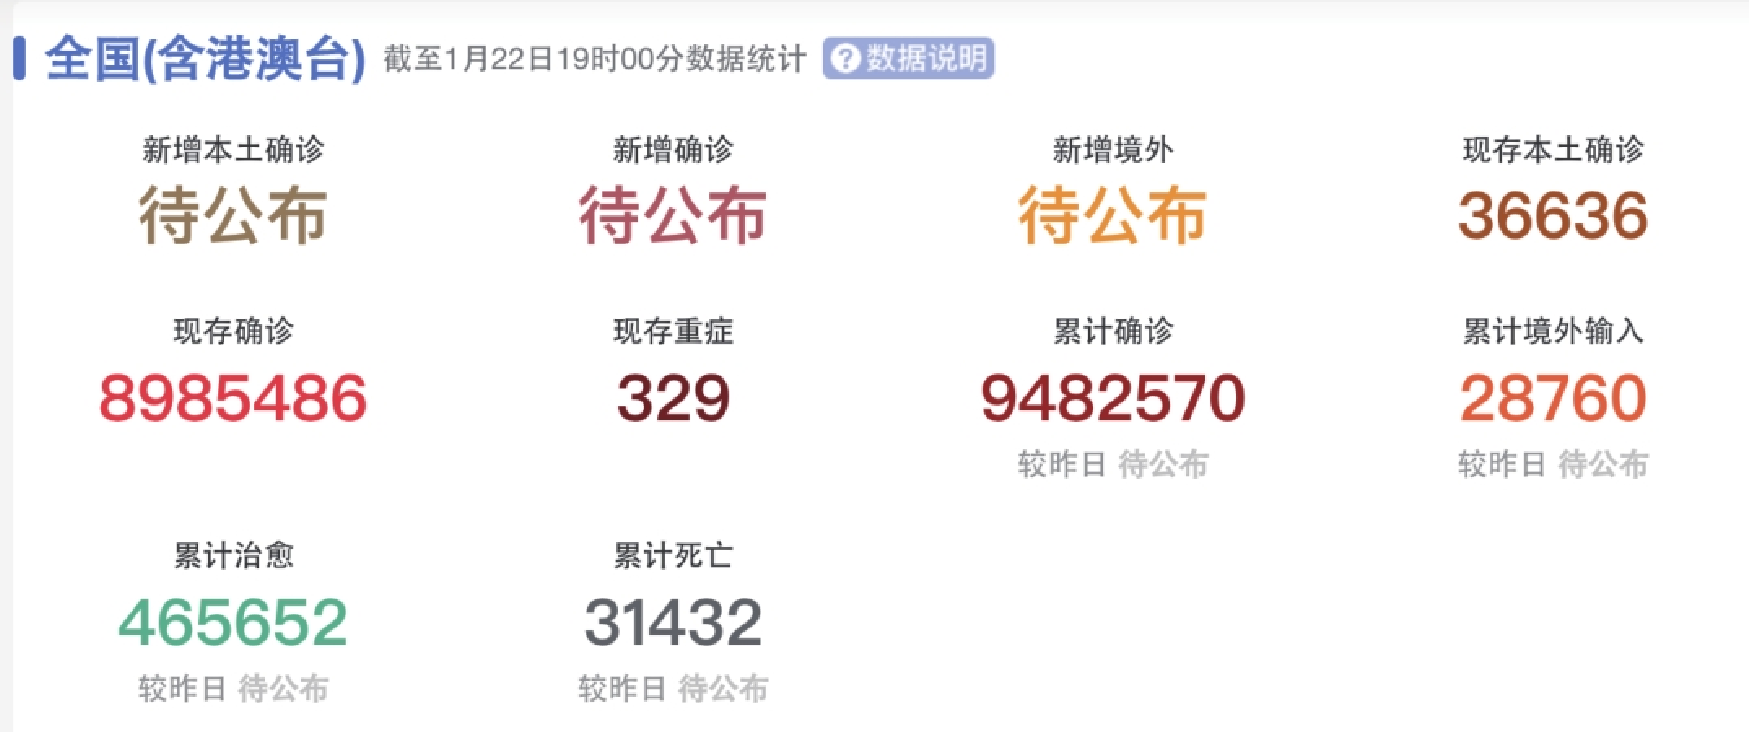 全国(含港澳台) 截至1月22日19时00分数据统计 ? 数据说明
新增本土确诊 新增确诊 新增境外 现存本土确诊
待公布 待公布 待公布 36636
现存确诊 现存重症 累计确诊 累计境外输入
8985486 329 9482570 28760
较昨日 待公布 较昨日 待公布
累计治愈 累计死亡
465652 31432
较昨日 待公布 较昨日 待公布